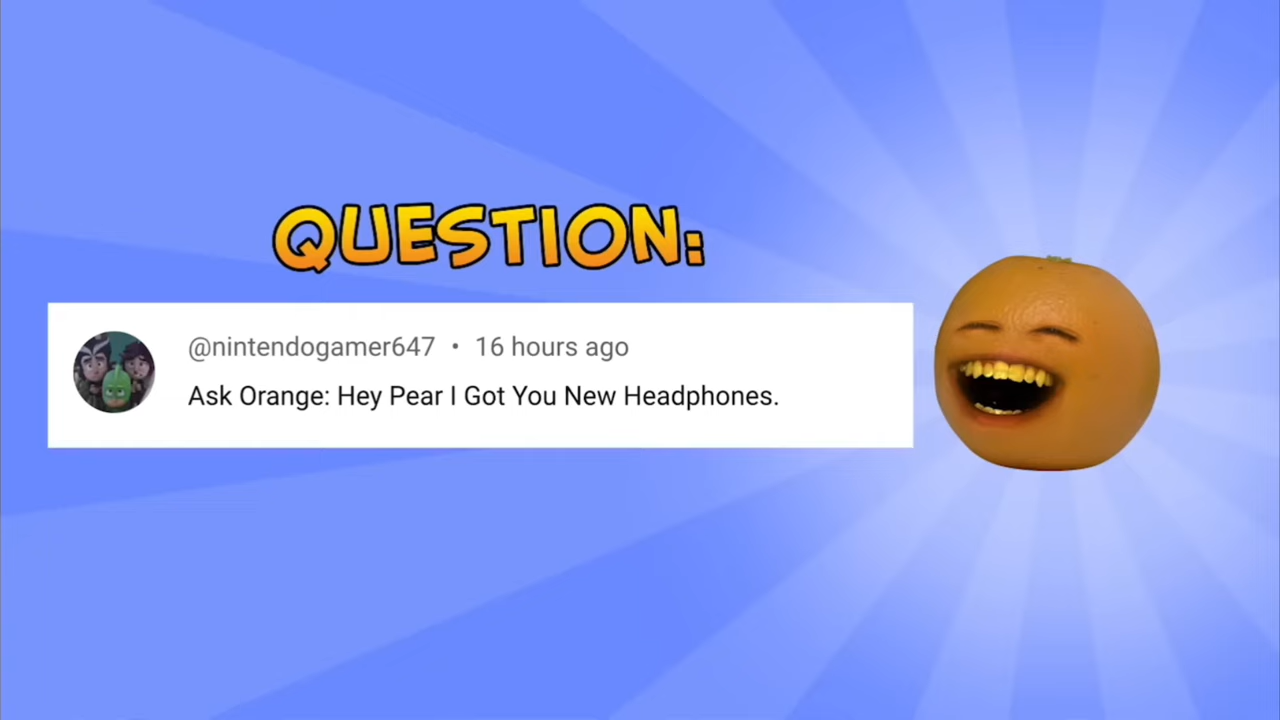 QUESTION:
@nintendogamer647 • 16 hours ago
Ask Orange: Hey Pear I Got You New Headphones.